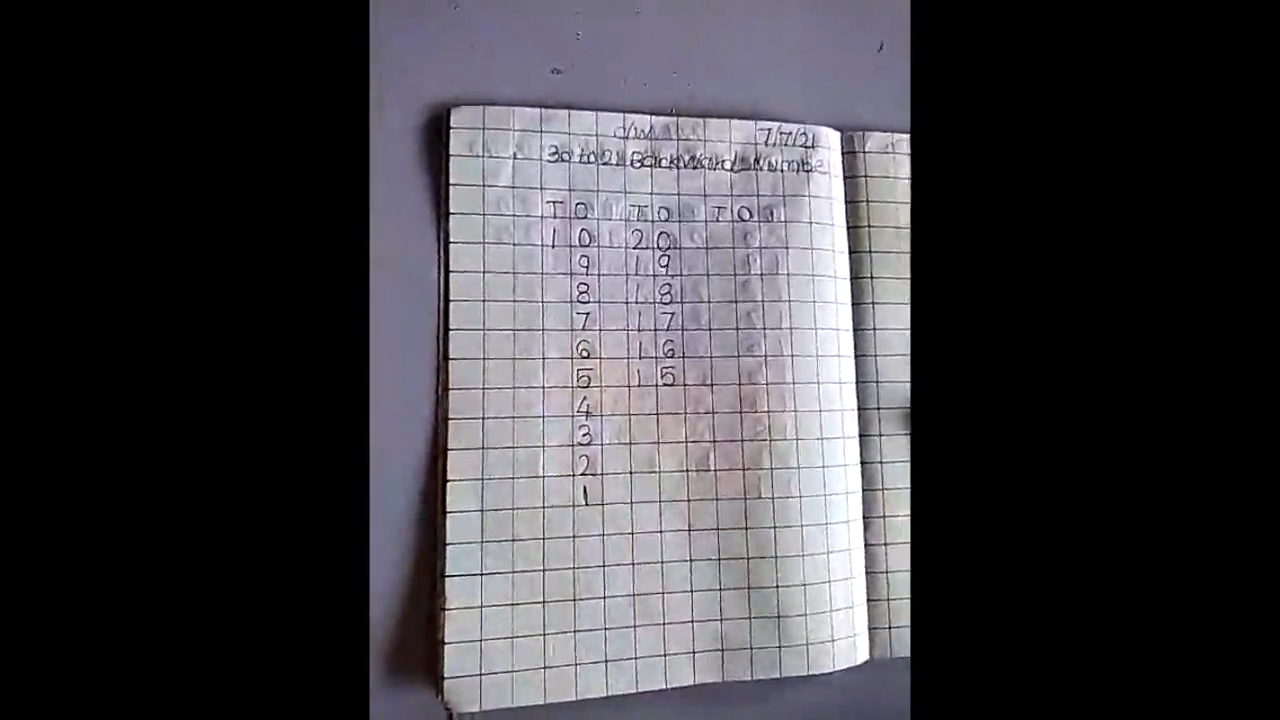 c/w
7/7/21
30 to 21 BackWard Number
T O T O T O
1 0 2 0
9 1 9
8 1 8
7 1 7
6 1 6
5 1 5
4
3
2
1